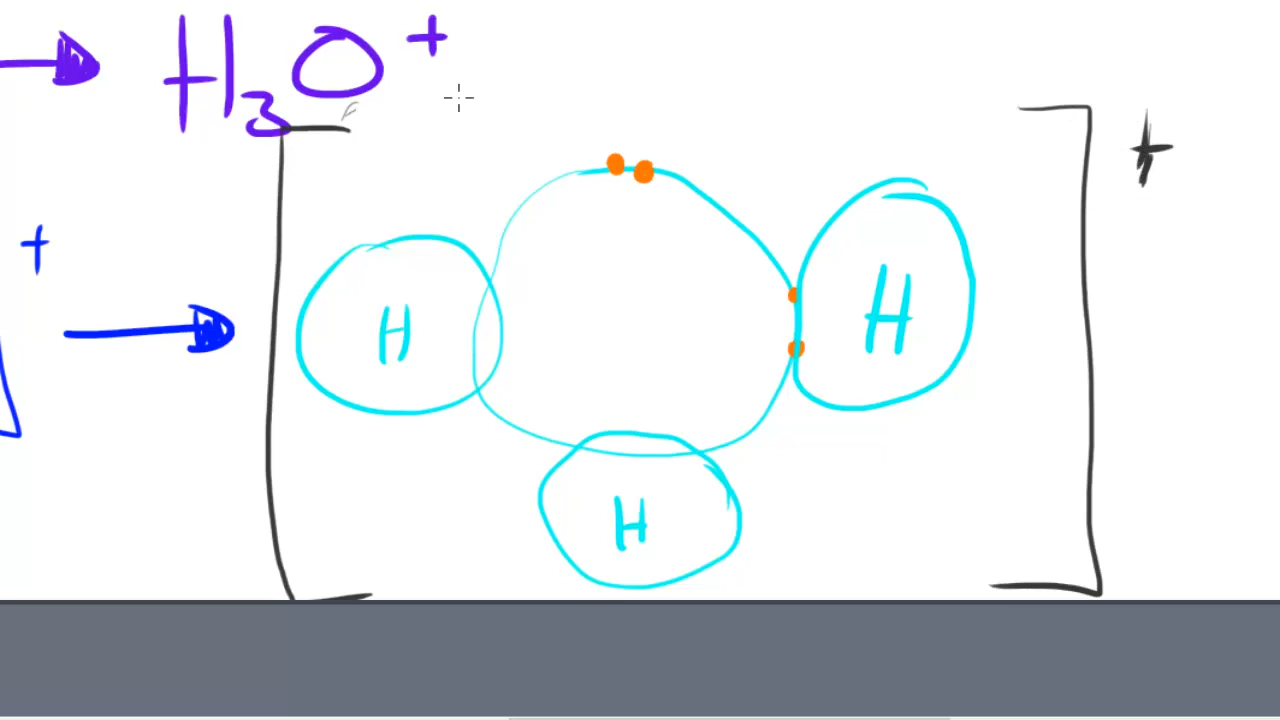 → H₃O⁺
+
+
→
H
H
H